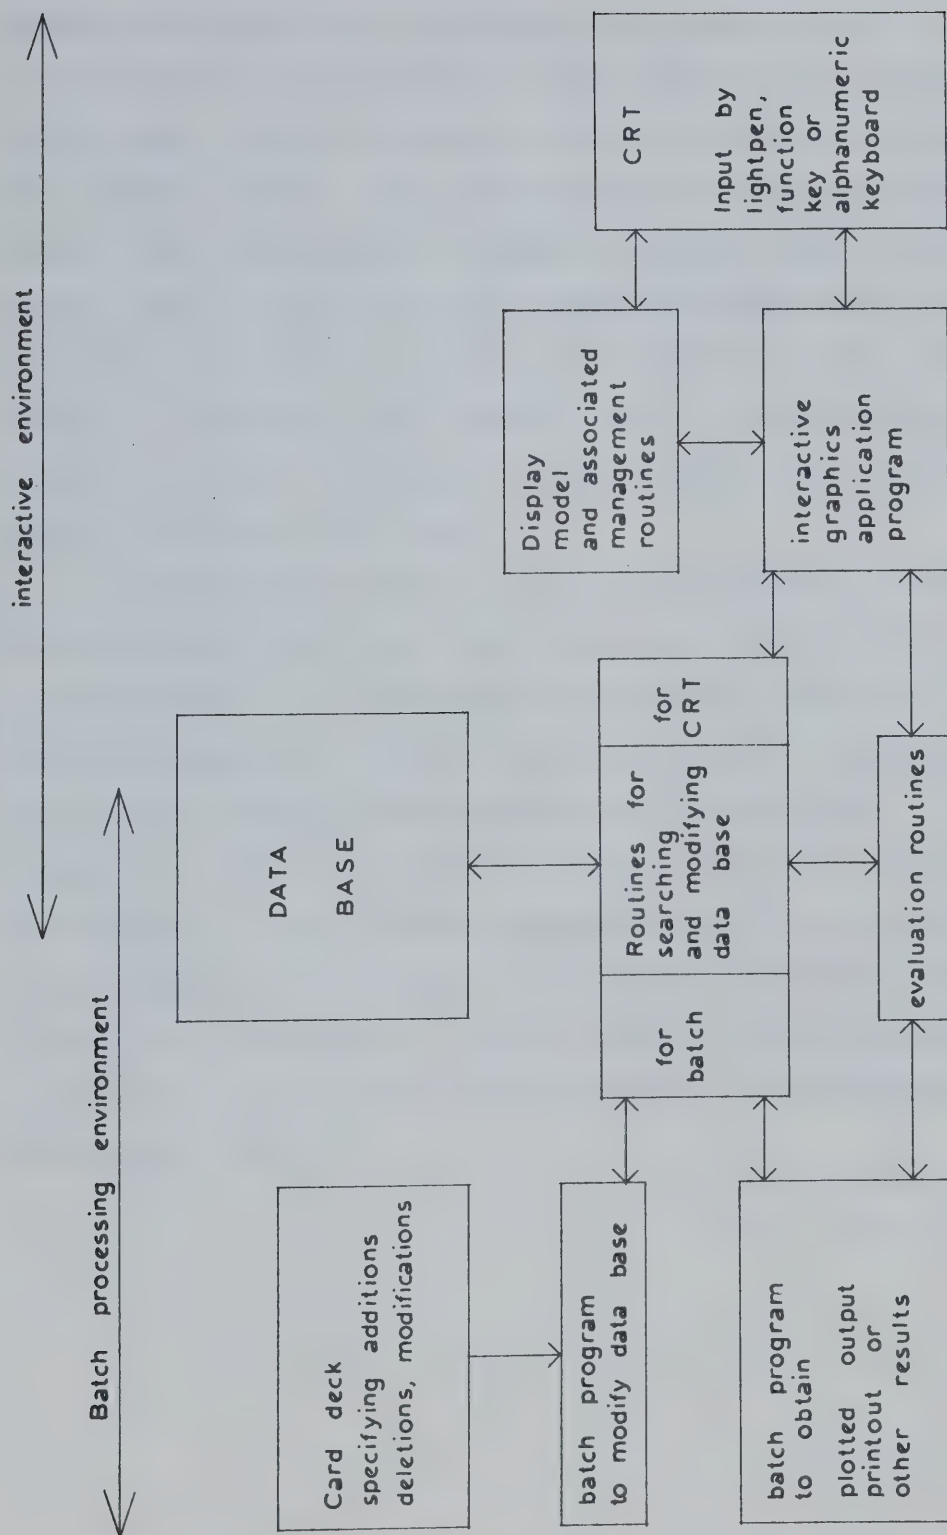 interactive environment
Batch processing environment
DATA
BASE
Card deck
specifying additions
deletions, modifications
batch program
to modify data base
batch program
to obtain
plotted output
printout or
other results
for
batch
Routines for
searching
and modifying
data base
for
CRT
evaluation routines
Display
model
and associated
management
routines
interactive
graphics
application
program
CRT
Input by
lightpen,
function
key or
alphanumeric
keyboard